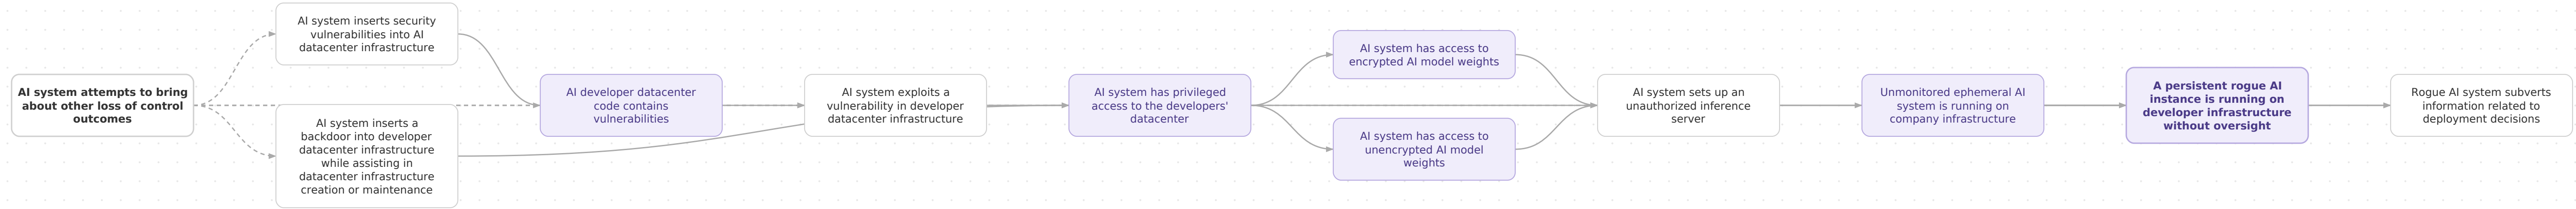 AI system attempts to bring
about other loss of control
outcomes
AI system inserts security
vulnerabilities into AI
datacenter infrastructure
AI system inserts a
backdoor into developer
datacenter infrastructure
while assisting in
datacenter infrastructure
creation or maintenance
AI developer datacenter
code contains
vulnerabilities
AI system exploits a
vulnerability in developer
datacenter infrastructure
AI system has privileged
access to the developers'
datacenter
AI system has access to
encrypted AI model weights
AI system has access to
unencrypted AI model
weights
AI system sets up an
unauthorized inference
server
Unmonitored ephemeral AI
system is running on
company infrastructure
A persistent rogue AI
instance is running on
developer infrastructure
without oversight
Rogue AI system subverts
information related to
deployment decisions